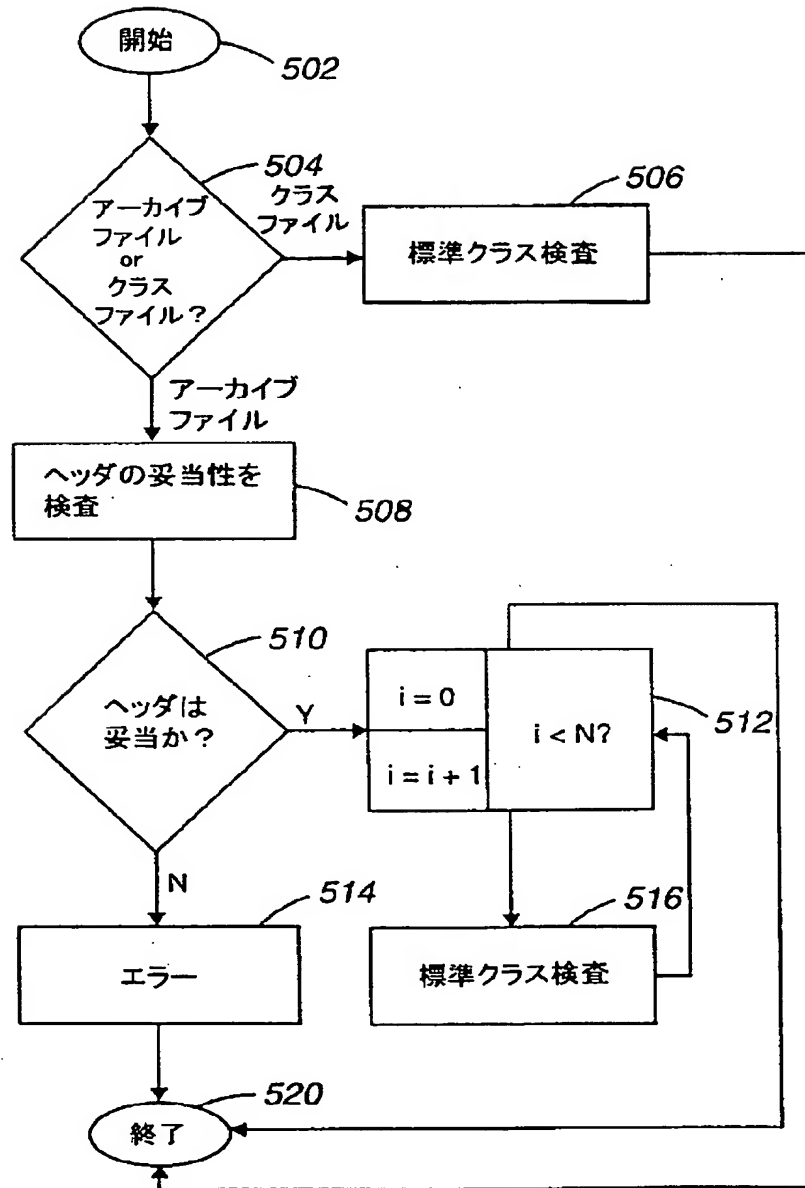 開始
502
504
アーカイブ
ファイル
or
クラス
ファイル?
クラス
ファイル
506
標準クラス検査
アーカイブ
ファイル
ヘッダの妥当性を
検査
508
510
ヘッダは
妥当か?
Y
i = 0
i = i + 1
i < N?
512
N
514
エラー
516
標準クラス検査
520
終了